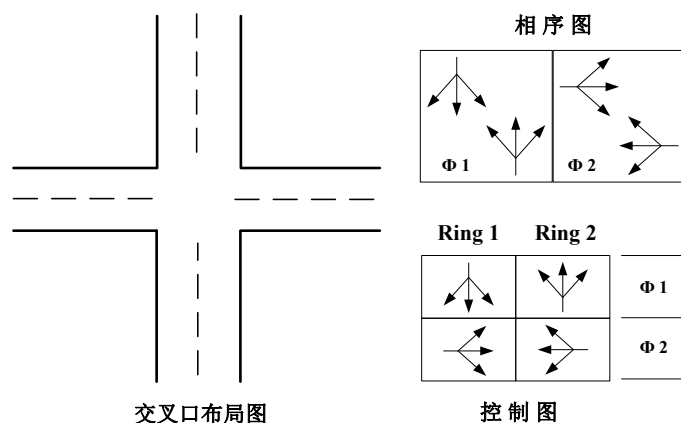 相 序 图
Φ 1
Φ 2
Ring 1 Ring 2
Φ 1
Φ 2
交叉口布局图
控 制 图